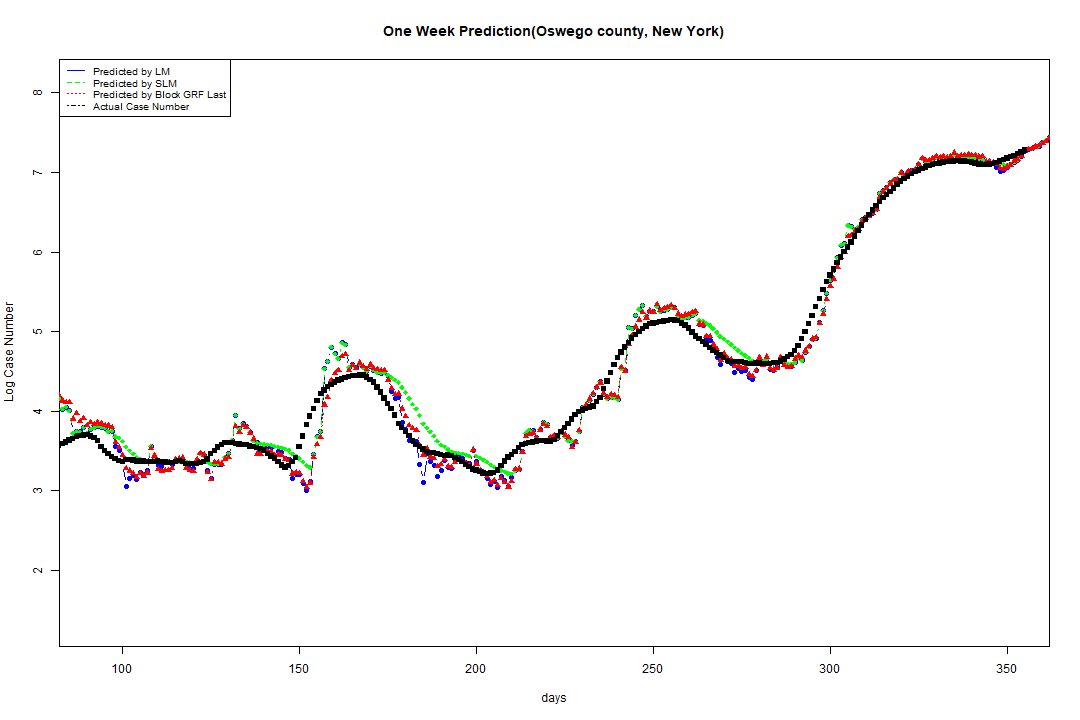 One Week Prediction(Oswego county, New York)
Predicted by LM
Predicted by SLM
Predicted by Block GRF Last
Actual Case Number
8
7
6
5
4
3
2
Log Case Number
100 150 200 250 300 350
days